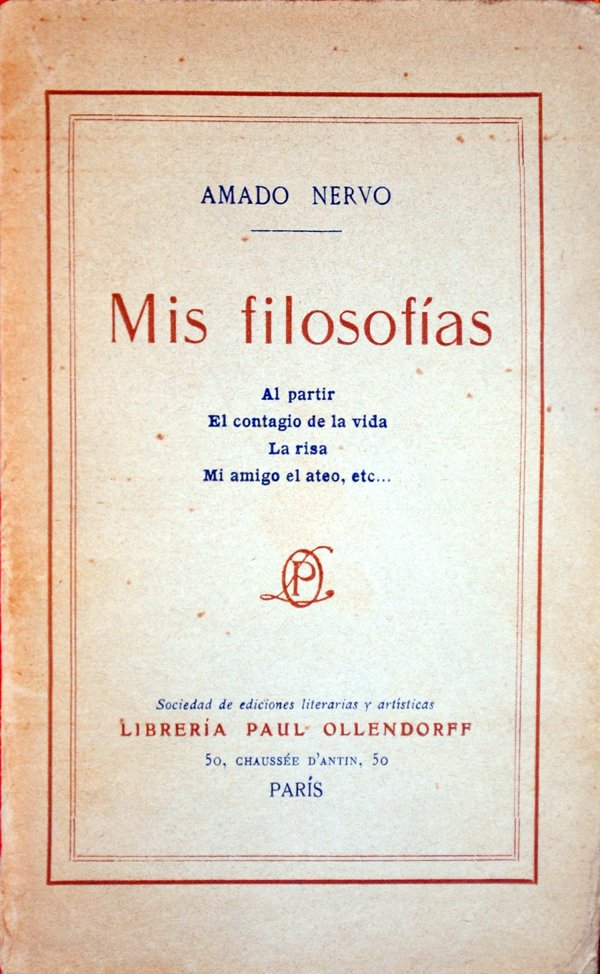 AMADO NERVO
Mis filosofías
Al partir
El contagio de la vida
La risa
Mi amigo el ateo, etc...
Sociedad de ediciones literarias y artísticas
LIBRERÍA PAUL OLLENDORFF
50, CHAUSSÉE D'ANTIN, 50
PARÍS